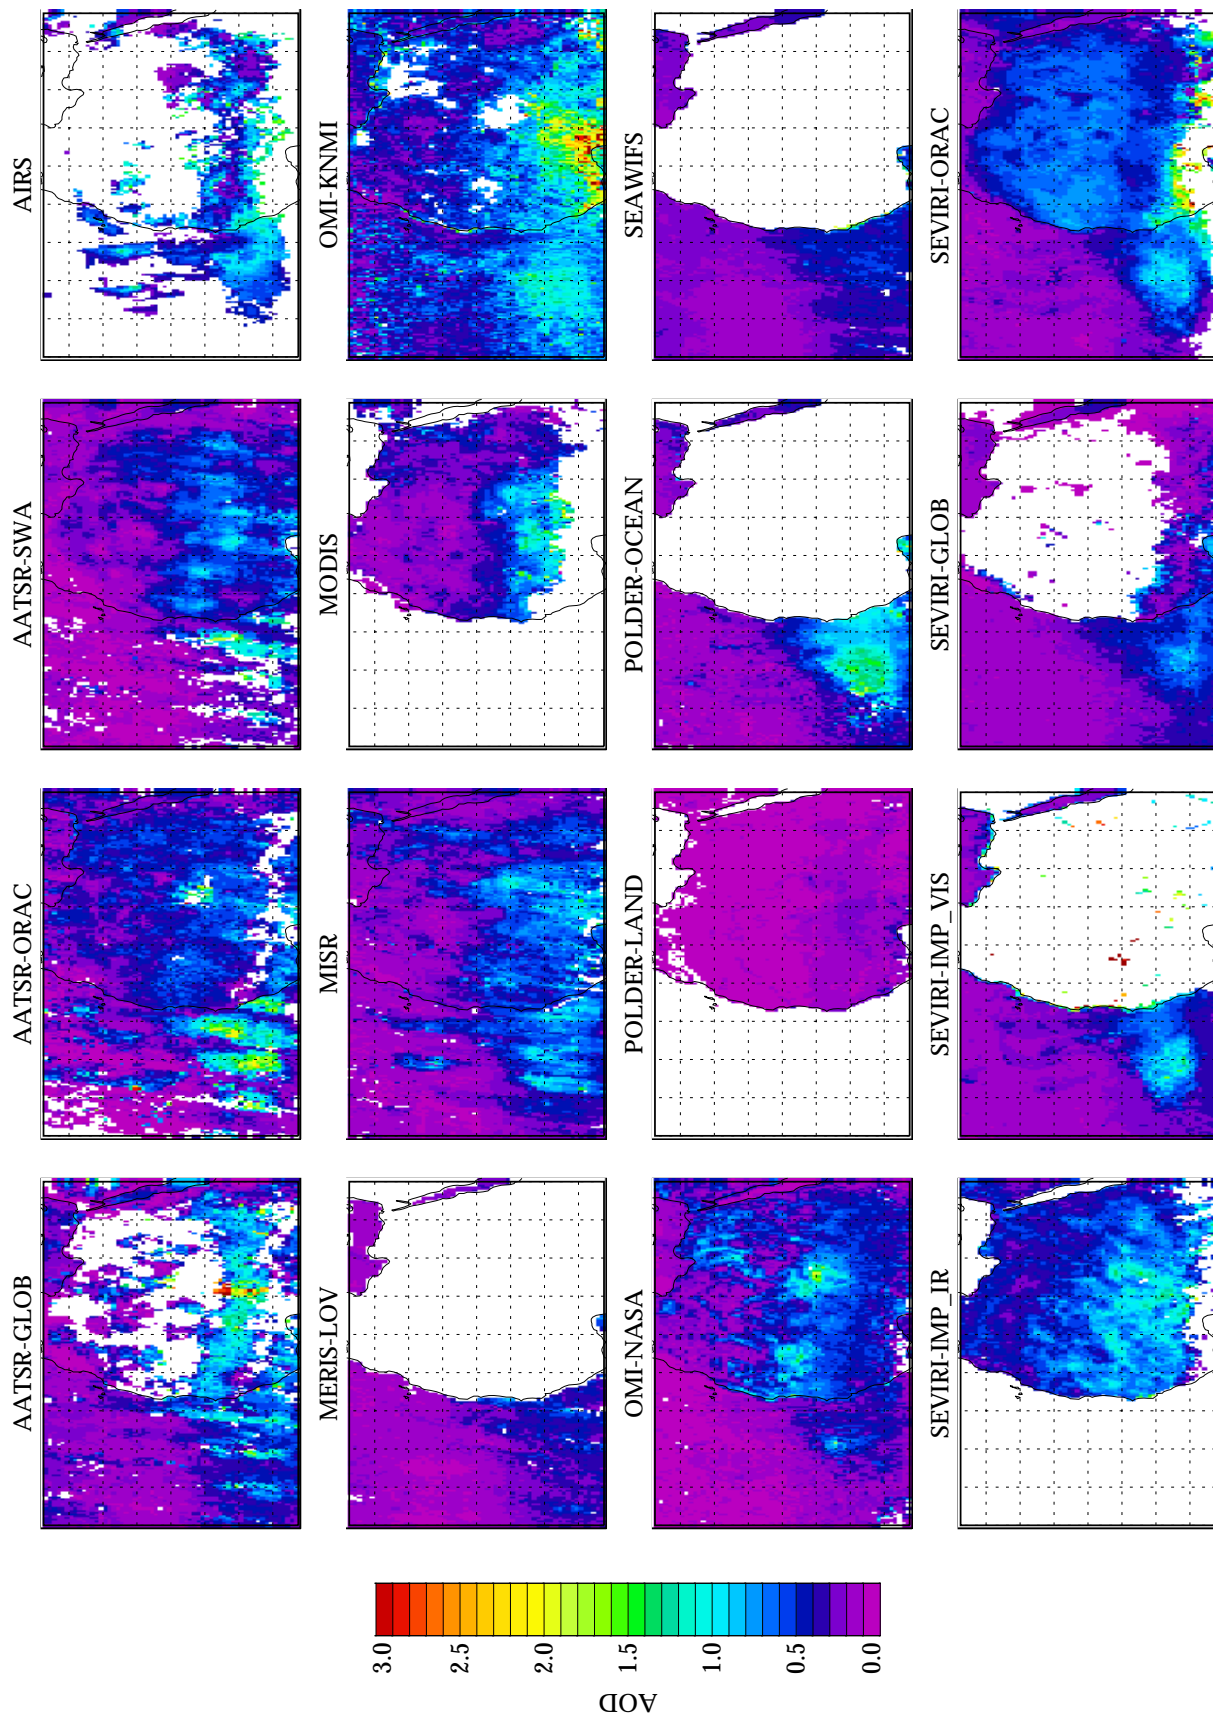 AATSR-GLOB
AATSR-ORAC
AATSR-SWA
AIRS
MERIS-LOV
MISR
MODIS
OMI-KNMI
OMI-NASA
POLDER-LAND
POLDER-OCEAN
SEAWIFS
SEVIRI-IMP_IR
SEVIRI-IMP_VIS
SEVIRI-GLOB
SEVIRI-ORAC
3.0
2.5
2.0
1.5
1.0
0.5
0.0
AOD